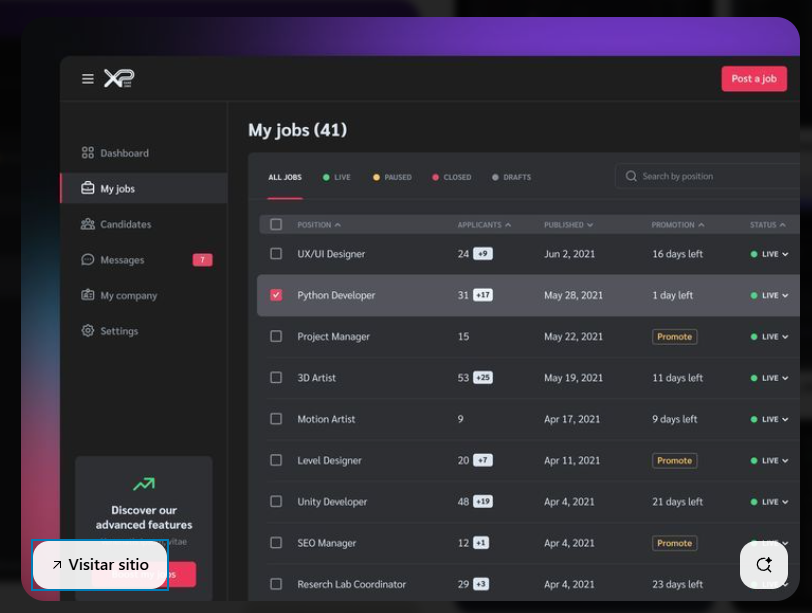 XP
Post a job
My jobs (41)
Dashboard
My jobs
Candidates
Messages 7
My company
Settings
ALL JOBS LIVE PAUSED CLOSED DRAFTS
Search by position
POSITION APPLICANTS PUBLISHED PROMOTION STATUS
UX/UI Designer 24 +9 Jun 2, 2021 16 days left LIVE
Python Developer 31 +17 May 28, 2021 1 day left LIVE
Project Manager 15 May 22, 2021 Promote LIVE
3D Artist 53 +25 May 19, 2021 11 days left LIVE
Motion Artist 9 Apr 17, 2021 9 days left LIVE
Level Designer 20 +7 Apr 11, 2021 Promote LIVE
Unity Developer 48 +19 Apr 4, 2021 21 days left LIVE
SEO Manager 12 +1 Apr 4, 2021 Promote
Reserch Lab Coordinator 29 +3 Apr 4, 2021 23 days left LIVE
Discover our
advanced features
vitae
Visitar sitio